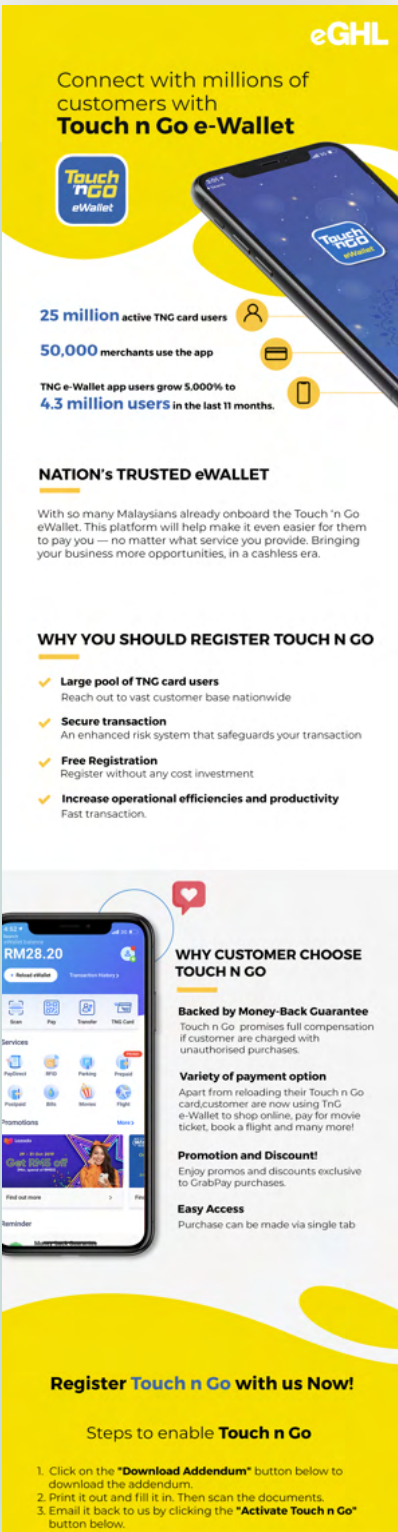 eGHL
Connect with millions of
customers with
Touch n Go e-Wallet
Touch
'nGO
eWallet
Touch
'nGO
eWallet
25 million active TNG card users
50,000 merchants use the app
TNG e-Wallet app users grow 5,000% to
4.3 million users in the last 11 months.
NATION's TRUSTED eWALLET
With so many Malaysians already onboard the Touch 'n Go
eWallet. This platform will help make it even easier for them
to pay you — no matter what service you provide. Bringing
your business more opportunities, in a cashless era.
WHY YOU SHOULD REGISTER TOUCH N GO
Large pool of TNG card users
Reach out to vast customer base nationwide
Secure transaction
An enhanced risk system that safeguards your transaction
Free Registration
Register without any cost investment
Increase operational efficiencies and productivity
Fast transaction.
4:52
RM28.20
+ Reload eWallet
Transaction History >
Scan Pay Transfer TNG Card
Services
PayDirect RFID Parking Prepaid
Postpaid Bills Movies Flight
Promotions
More >
Lazada
Get RM5 off
Find out more >
Reminder
WHY CUSTOMER CHOOSE
TOUCH N GO
Backed by Money-Back Guarantee
Touch n Go promises full compensation
if customer are charged with
unauthorised purchases.
Variety of payment option
Apart from reloading their Touch n Go
card,customer are now using TnG
e-Wallet to shop online, pay for movie
ticket, book a flight and many more!
Promotion and Discount!
Enjoy promos and discounts exclusive
to GrabPay purchases.
Easy Access
Purchase can be made via single tab
Register Touch n Go with us Now!
Steps to enable Touch n Go
1. Click on the "Download Addendum" button below to
download the addendum.
2. Print it out and fill it in. Then scan the documents.
3. Email it back to us by clicking the "Activate Touch n Go"
button below.